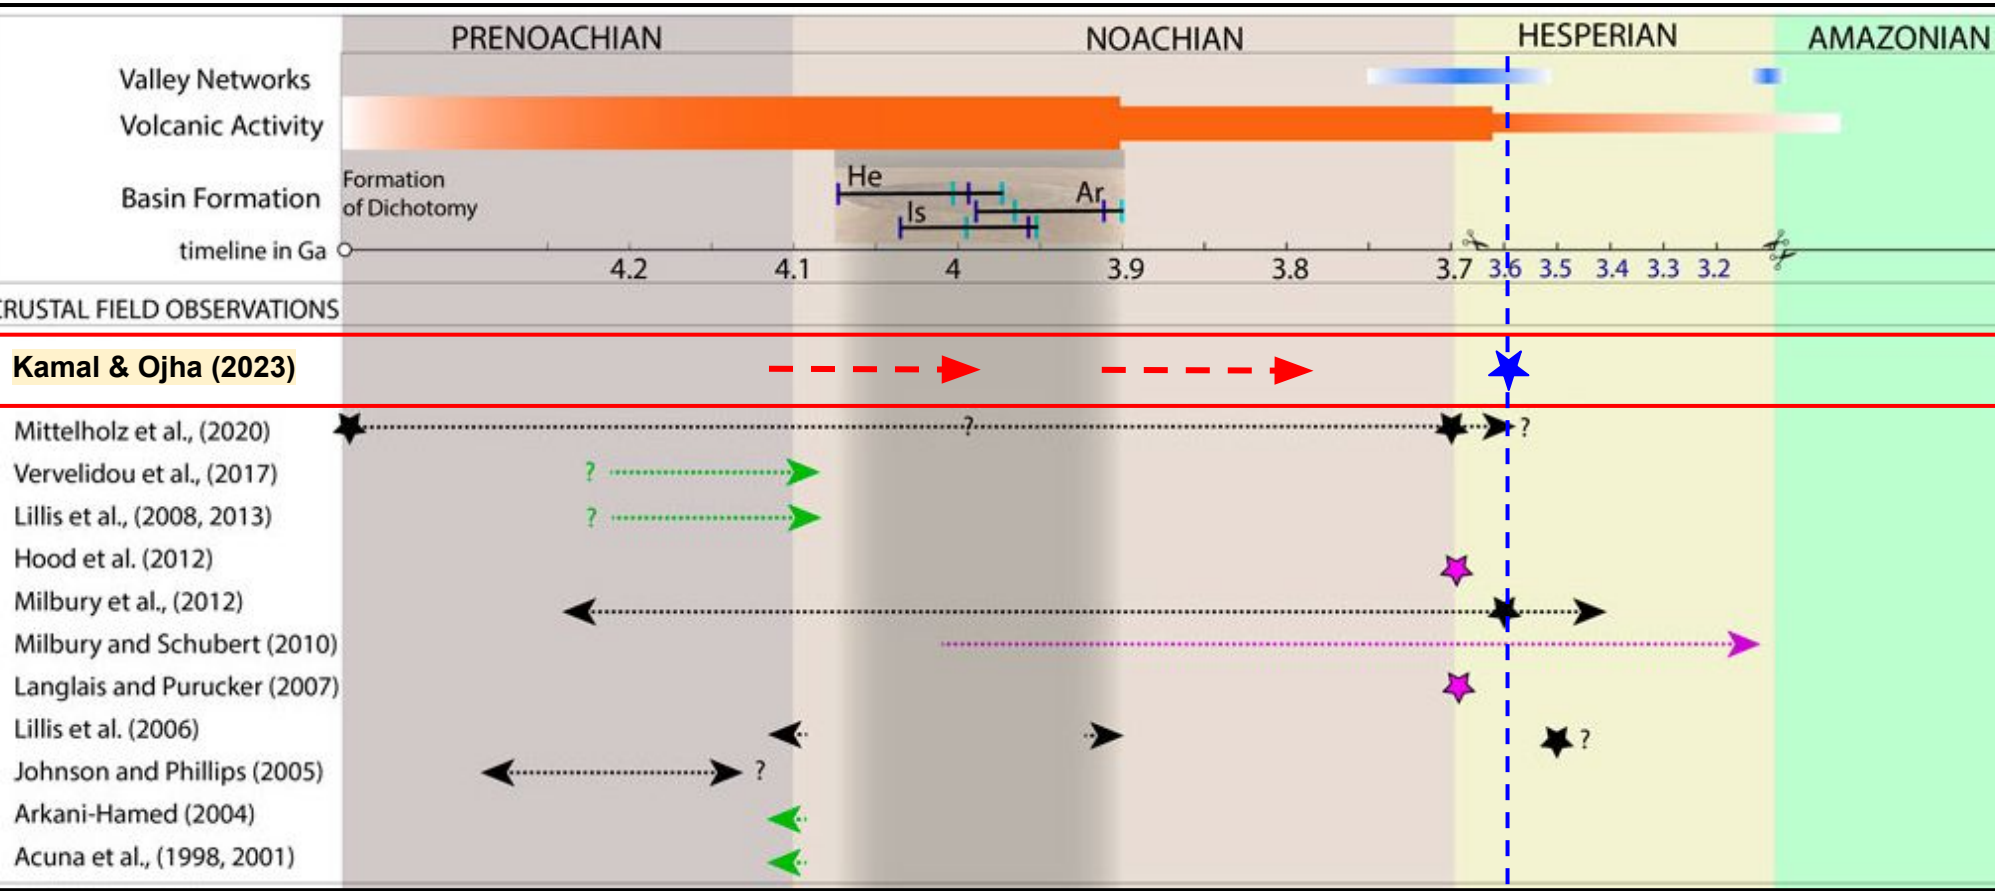 PRENOACHIAN NOACHIAN HESPERIAN AMAZONIAN
Valley Networks
Volcanic Activity
Basin Formation
Formation
of Dichotomy
He
Is
Ar
timeline in Ga
4.2 4.1 4 3.9 3.8 3.7 3.6 3.5 3.4 3.3 3.2
CRUSTAL FIELD OBSERVATIONS
Kamal & Ojha (2023)
Mittelholz et al., (2020) ? ?
Vervelidou et al., (2017) ?
Lillis et al., (2008, 2013) ?
Hood et al. (2012)
Milbury et al., (2012)
Milbury and Schubert (2010)
Langlais and Purucker (2007)
Lillis et al. (2006) ?
Johnson and Phillips (2005) ?
Arkani-Hamed (2004)
Acuna et al., (1998, 2001)